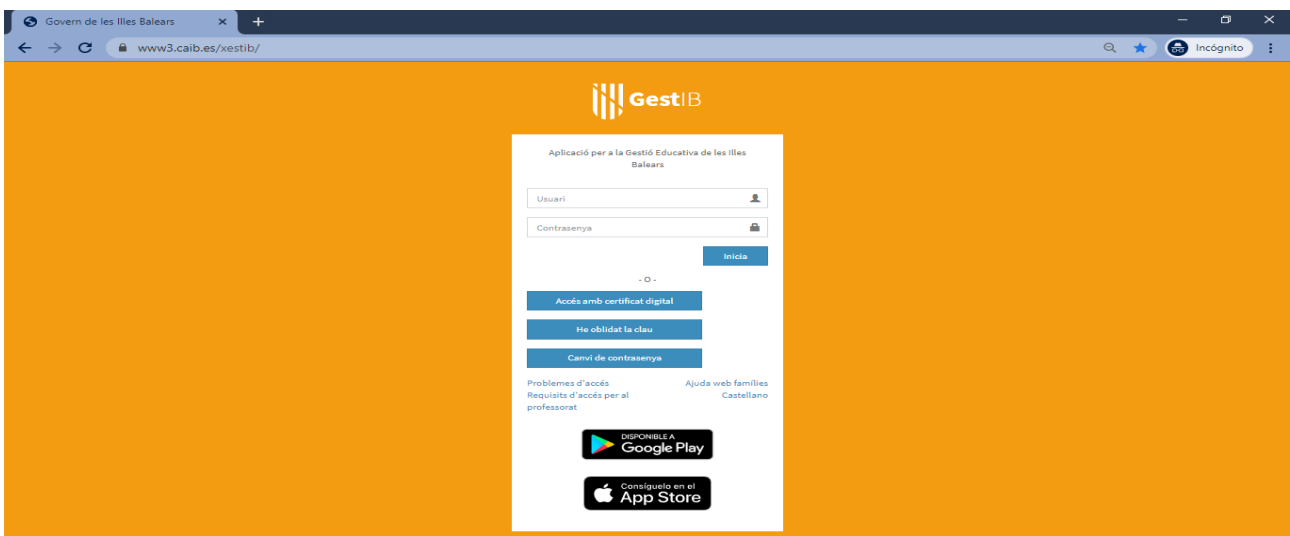 Govern de les Illes Balears
www3.caib.es/xestib/
Incógnito
GestIB
Aplicació per a la Gestió Educativa de les Illes
Balears
Usuari
Contrasenya
Inicia
- O -
Accés amb certificat digital
He oblidat la clau
Canvi de contrasenya
Problemes d'accés
Ajuda web famílies
Requisits d'accés per al
professorat
Castellano
DISPONIBLE A
Google Play
Consíguelo en el
App Store